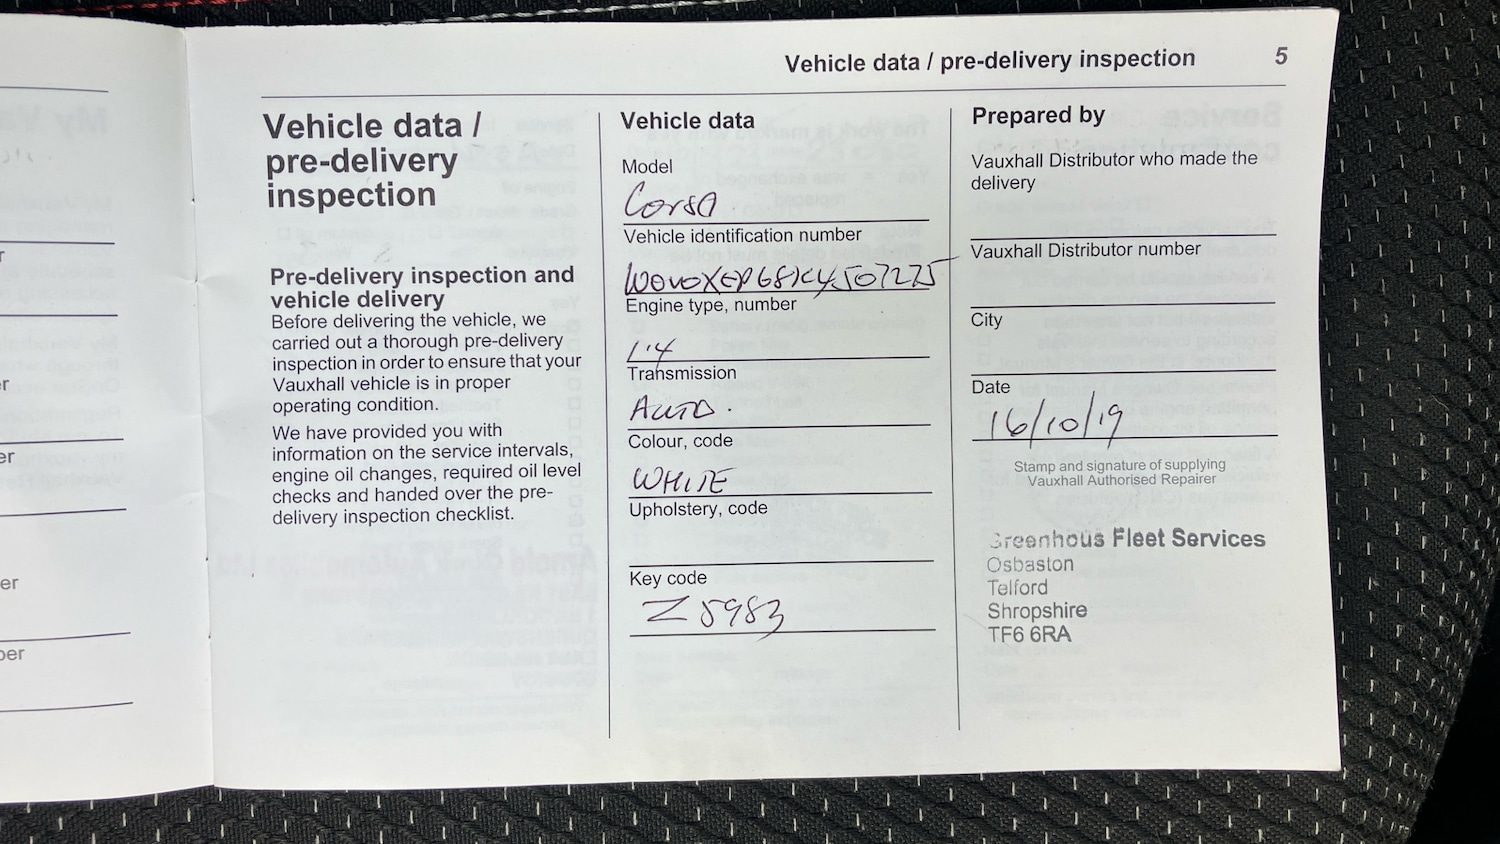 Vehicle data / pre-delivery inspection 5
Vehicle data /
pre-delivery
inspection
Pre-delivery inspection and
vehicle delivery
Before delivering the vehicle, we
carried out a thorough pre-delivery
inspection in order to ensure that your
Vauxhall vehicle is in proper
operating condition.
We have provided you with
information on the service intervals,
engine oil changes, required oil level
checks and handed over the pre-
delivery inspection checklist.
Vehicle data
Model
Corsa
Vehicle identification number
W0V0XEP68K4507275
Engine type, number
1.4
Transmission
AUTO.
Colour, code
WHITE
Upholstery, code
Key code
Z5983
Prepared by
Vauxhall Distributor who made the
delivery
Vauxhall Distributor number
City
Date
16/10/19
Stamp and signature of supplying
Vauxhall Authorised Repairer
Greenhous Fleet Services
Osbaston
Telford
Shropshire
TF6 6RA